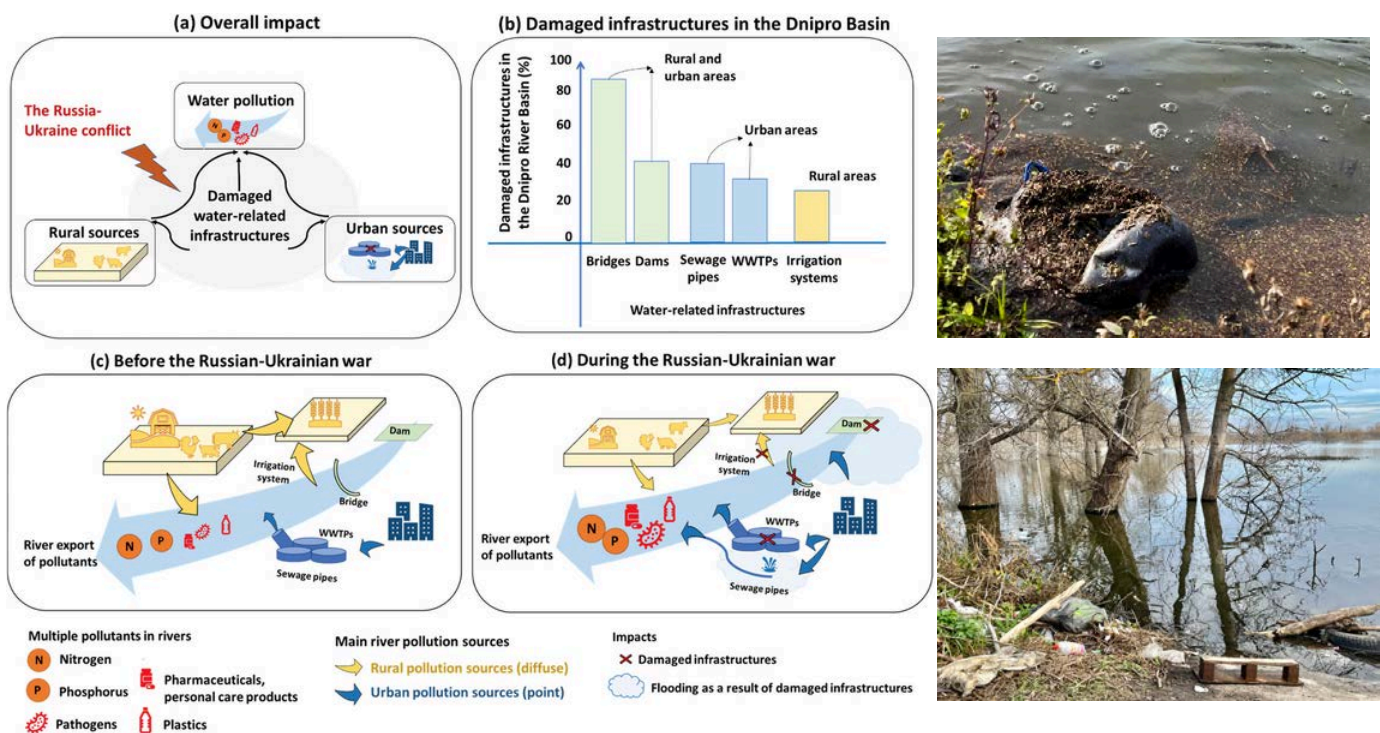 (a) Overall impact
Water pollution
N
P
The Russia-
Ukraine conflict
Damaged
water-related
infrastructures
Rural sources
Urban sources
(b) Damaged infrastructures in the Dnipro Basin
Damaged infrastructures in
the Dnipro River Basin (%)
100
80
60
40
20
0
Rural and
urban areas
Urban areas
Rural areas
Bridges
Dams
Sewage
pipes
WWTPs
Irrigation
systems
Water-related infrastructures
(c) Before the Russian-Ukrainian war
Dam
Irrigation
system
Bridge
WWTPs
Sewage pipes
N
P
River export
of pollutants
(d) During the Russian-Ukrainian war
Dam
Irrigation
system
Bridge
WWTPs
Sewage pipes
N
P
River export
of pollutants
Multiple pollutants in rivers
N Nitrogen
P Phosphorus
Pathogens
Pharmaceuticals,
personal care products
Plastics
Main river pollution sources
Rural pollution sources (diffuse)
Urban pollution sources (point)
Impacts
Damaged infrastructures
Flooding as a result of damaged infrastructures